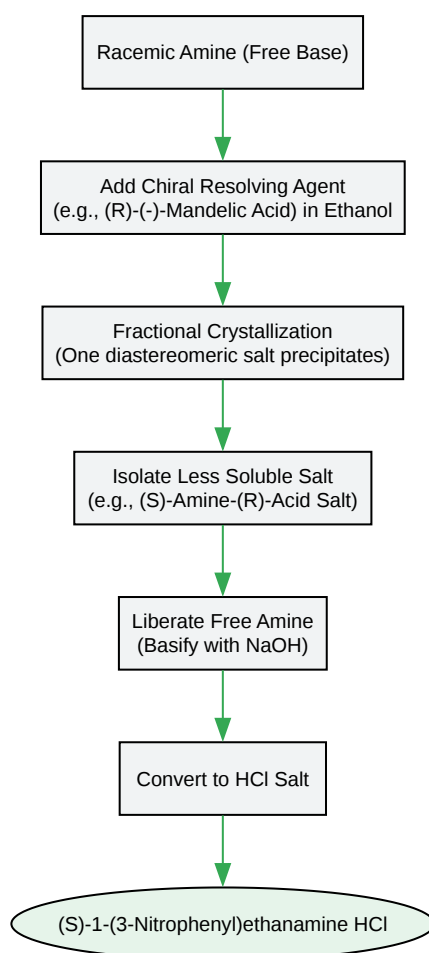 Racemic Amine (Free Base)
Add Chiral Resolving Agent
(e.g., (R)-(-)-Mandelic Acid) in Ethanol
Fractional Crystallization
(One diastereomeric salt precipitates)
Isolate Less Soluble Salt
(e.g., (S)-Amine-(R)-Acid Salt)
Liberate Free Amine
(Basify with NaOH)
Convert to HCl Salt
(S)-1-(3-Nitrophenyl)ethanamine HCl